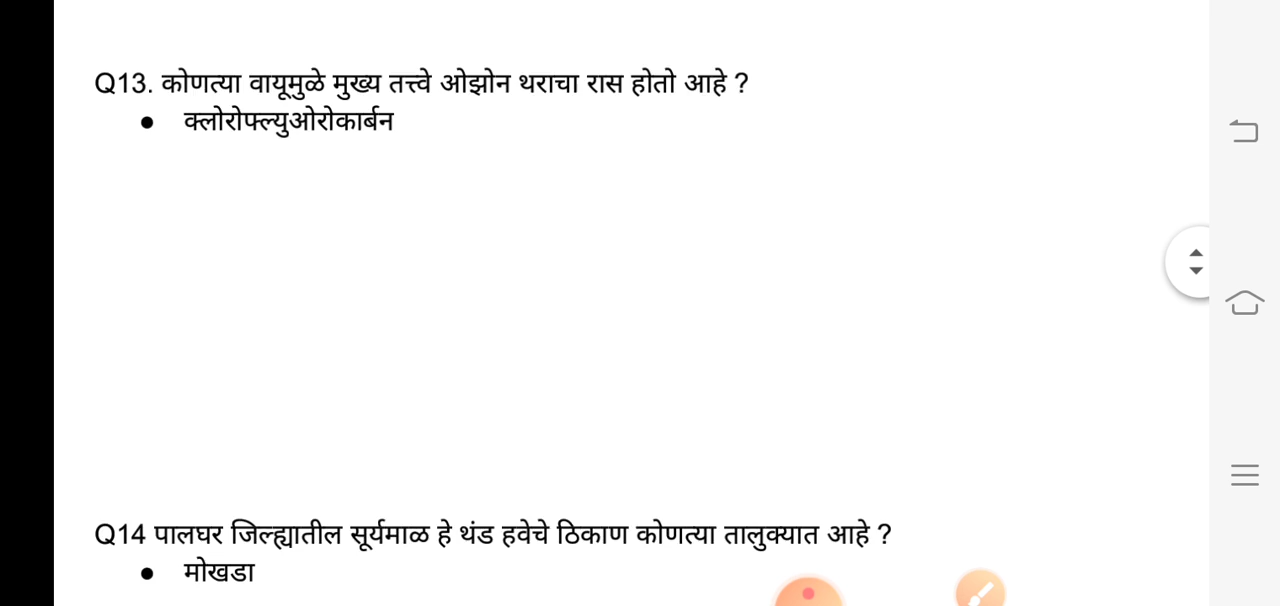 Q13. कोणत्या वायूमुळे मुख्य तत्त्वे ओझोन थराचा रास होतो आहे ?
● क्लोरोफ्ल्युओरोकार्बन
Q14 पालघर जिल्ह्यातील सूर्यमाळ हे थंड हवेचे ठिकाण कोणत्या तालुक्यात आहे ?
● मोखडा